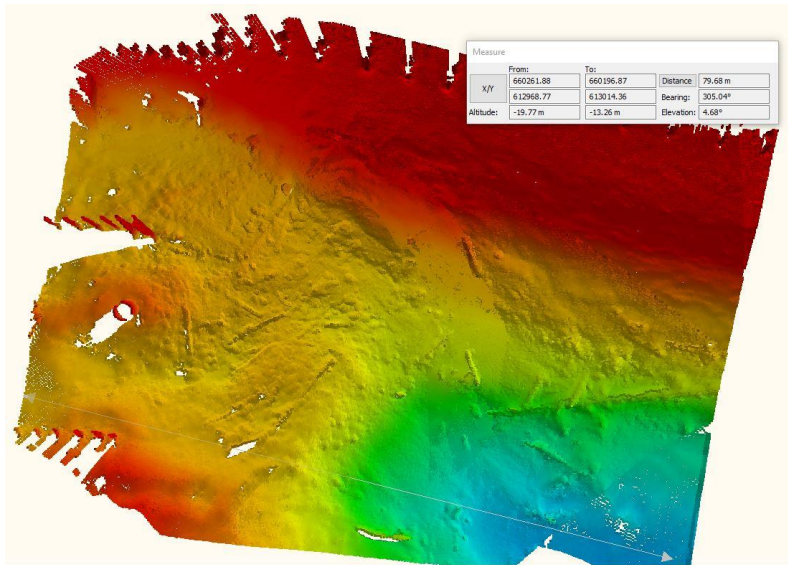 Measure
From: To:
X/Y 660261.88 660196.87 Distance 79.68 m
612968.77 613014.36 Bearing: 305.04°
Altitude: -19.77 m -13.26 m Elevation: 4.68°